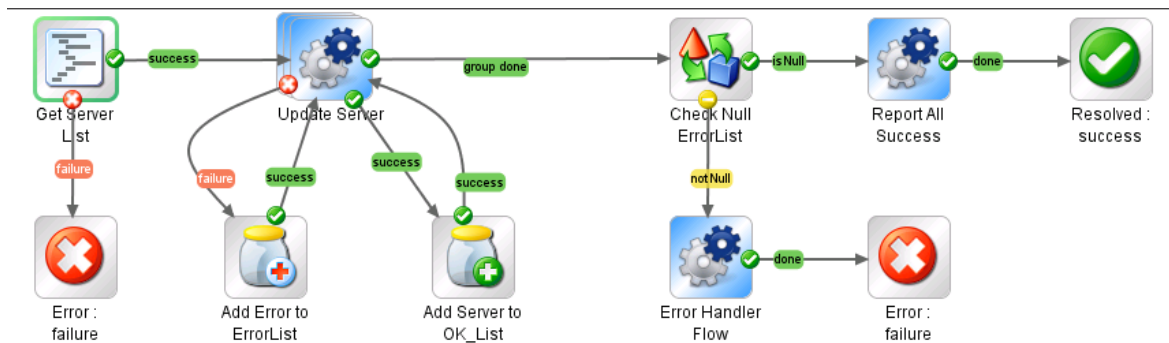 success
group done
is Null
done
Get Server
List
Update Server
Check Null
ErrorList
Report All
Success
Resolved :
success
failure
failure
success
success
success
notNull
done
Error :
failure
Add Error to
ErrorList
Add Server to
OK_List
Error Handler
Flow
Error :
failure